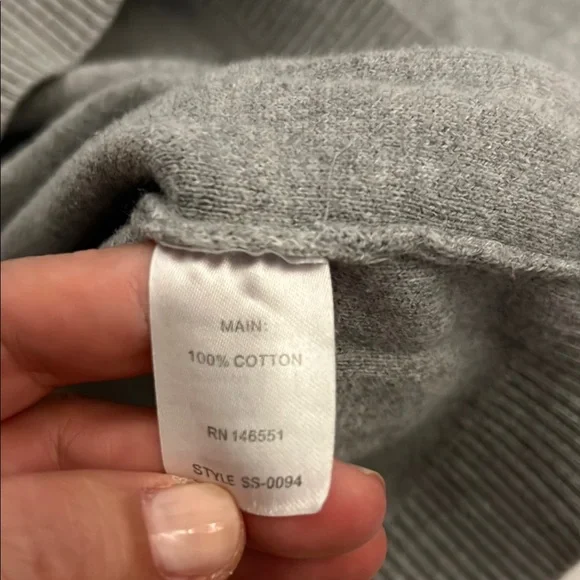 MAIN:
100% COTTON
RN 146551
STYLE SS-0094